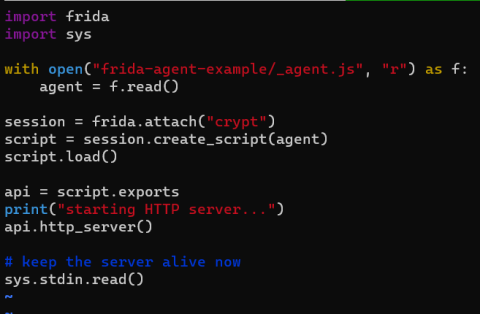 import frida
import sys

with open("frida-agent-example/_agent.js", "r") as f:
    agent = f.read()

session = frida.attach("crypt")
script = session.create_script(agent)
script.load()

api = script.exports
print("starting HTTP server...")
api.http_server()

# keep the server alive now
sys.stdin.read()
~
~